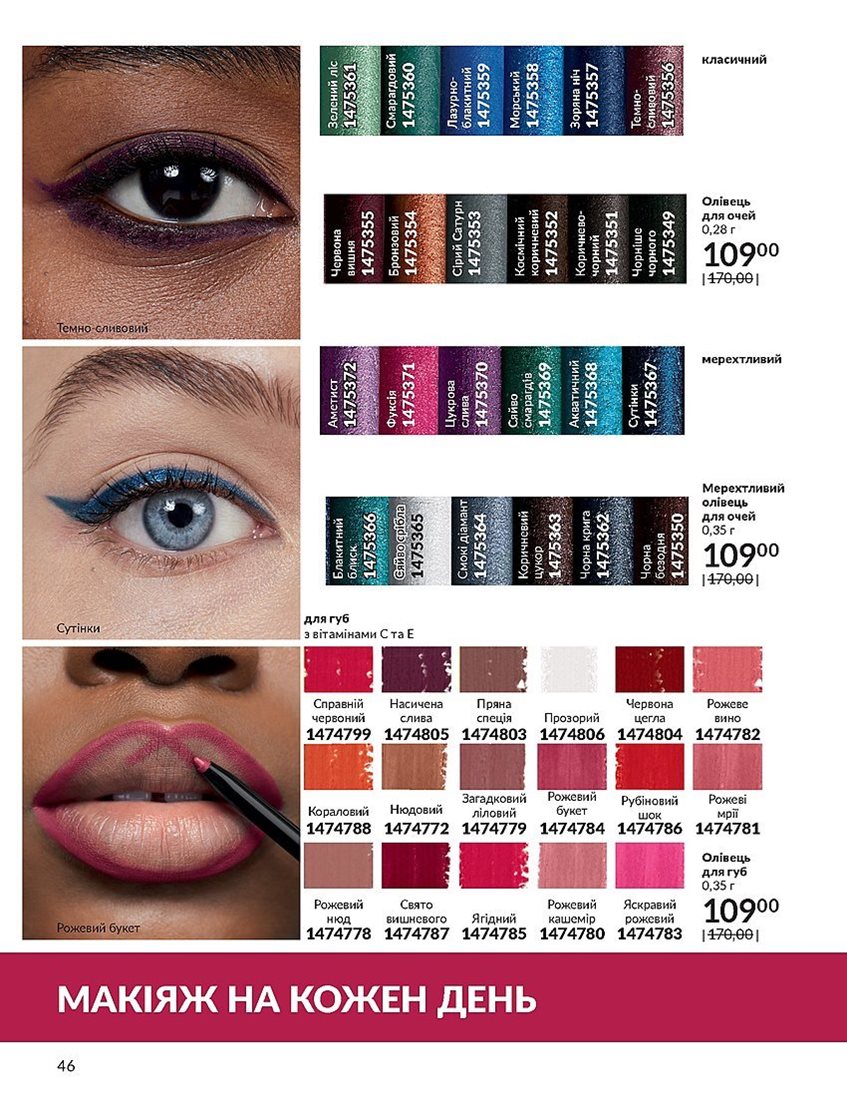 Зелений ліс
1475361
Смарагдовий
1475360
Лазурно-
блакитний
1475359
Морський
1475358
Зоряна ніч
1475357
Темно-
сливовий
1475356
класичний
Червона
вишня
1475355
Бронзовий
1475354
Сірий Сатурн
1475353
Космічний
коричневий
1475352
Коричнево-
чорний
1475351
Чорніше
чорного
1475349
Олівець
для очей
0,28 г
109⁰⁰
|170,00|
Темно-сливовий
Аметист
1475372
Фуксія
1475371
Цукрова
слива
1475370
Сяйво
смарагдів
1475369
Акватичний
1475368
Сутінки
1475367
мерехтливий
Блакитний
блиск
1475366
Сяйво срібла
1475365
Смокі діамант
1475364
Коричневий
цукор
1475363
Чорна крига
1475362
Чорна
безодня
1475350
Мерехтливий
олівець
для очей
0,35 г
109⁰⁰
|170,00|
Сутінки
для губ
з вітамінами С та Е
Справній
червоний
1474799
Насичена
слива
1474805
Пряна
спеція
1474803
Прозорий
1474806
Червона
цегла
1474804
Рожеве
вино
1474782
Кораловий
1474788
Нюдовий
1474772
Загадковий
ліловий
1474779
Рожевий
букет
1474784
Рубіновий
шок
1474786
Рожеві
мрії
1474781
Рожевий
нюд
1474778
Свято
вишневого
1474787
Ягідний
1474785
Рожевий
кашемір
1474780
Яскравий
рожевий
1474783
Олівець
для губ
0,35 г
109⁰⁰
|170,00|
Рожевий букет
МАКІЯЖ НА КОЖЕН ДЕНЬ
46